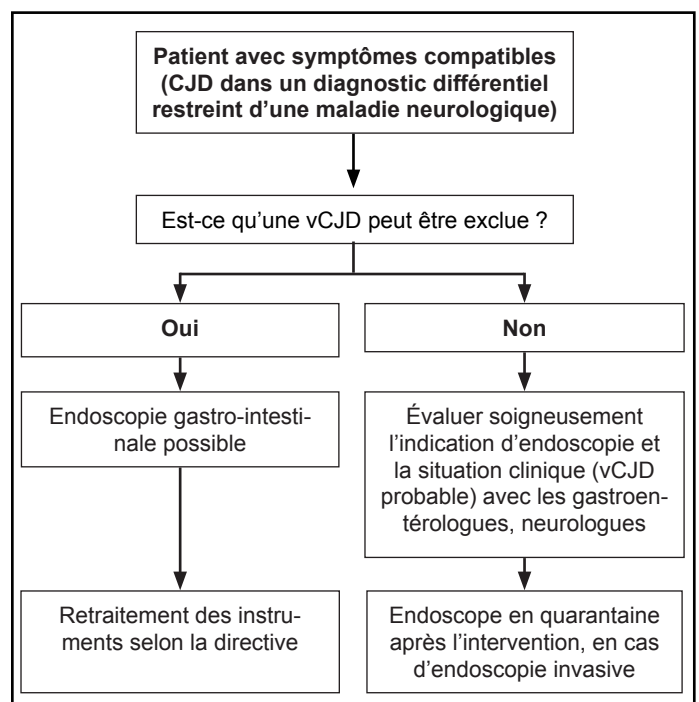 Patient avec symptômes compatibles
(CJD dans un diagnostic différentiel
restreint d’une maladie neurologique)
Est-ce qu’une vCJD peut être exclue ?
Oui
Non
Endoscopie gastro-intesti-
nale possible
Évaluer soigneusement
l’indication d’endoscopie et
la situation clinique (vCJD
probable) avec les gastroen-
térologues, neurologues
Retraitement des instru-
ments selon la directive
Endoscope en quarantaine
après l’intervention, en cas
d’endoscopie invasive